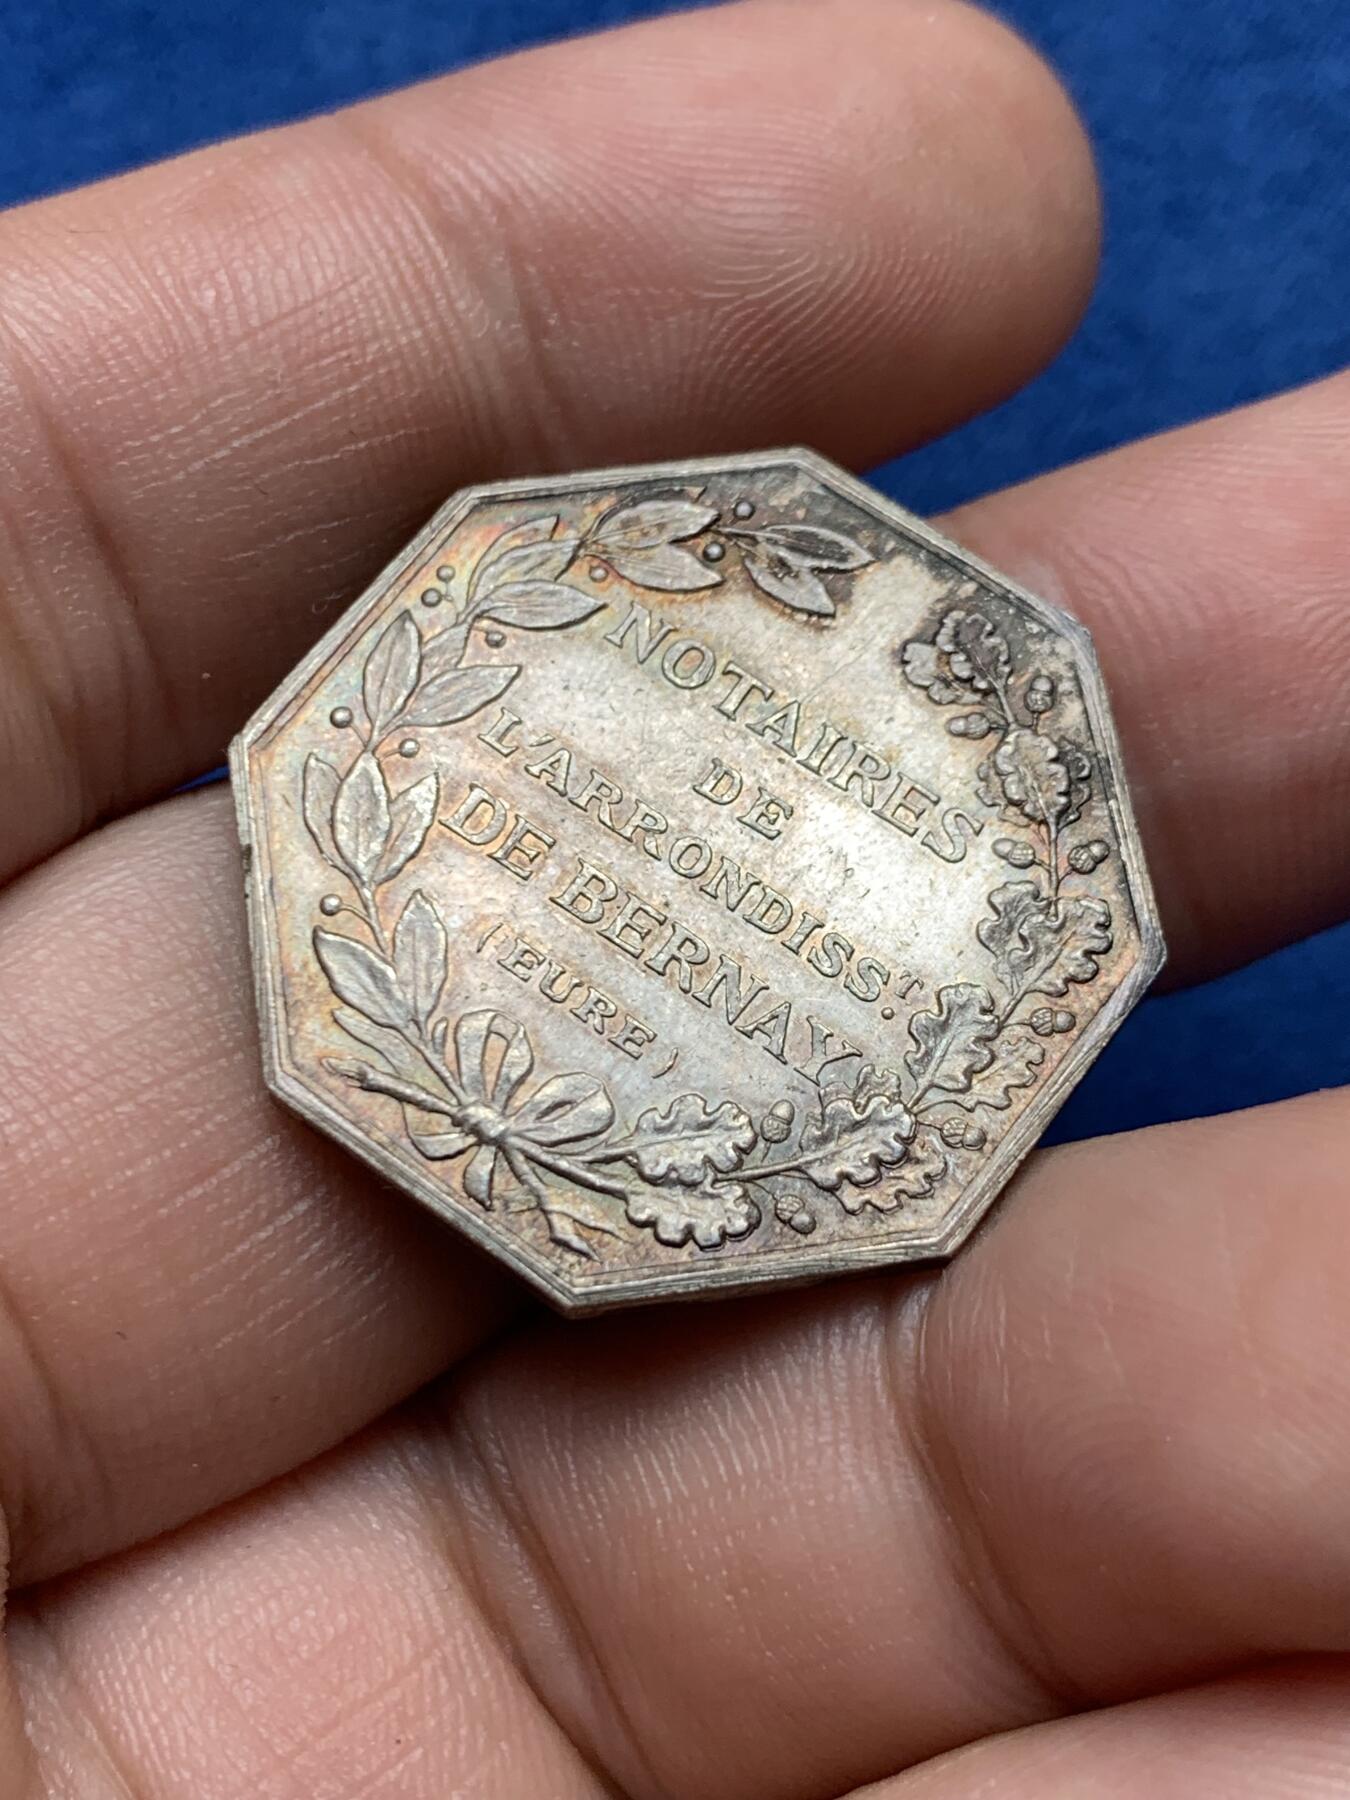 NOTAIRES
DE
L'ARRONDISS.T
DE BERNAY
(EURE)